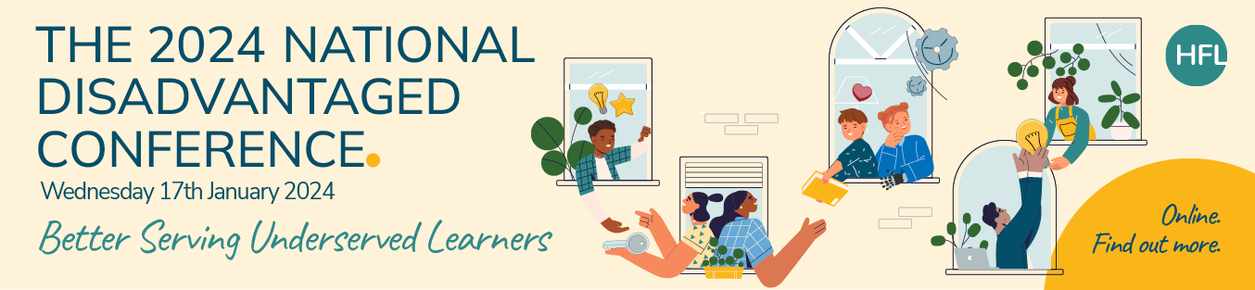 THE 2024 NATIONAL
DISADVANTAGED
CONFERENCE.
Wednesday 17th January 2024
Better Serving Underserved Learners
HFL
Online.
Find out more.